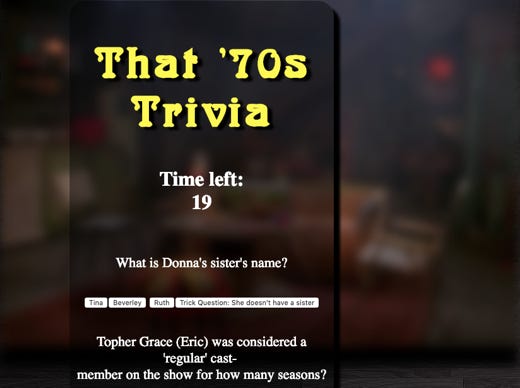 That '70s
Trivia
Time left:
19
What is Donna's sister's name?
Tina Beverley Ruth Trick Question: She doesn't have a sister
Topher Grace (Eric) was considered a
'regular' cast-
member on the show for how many seasons?